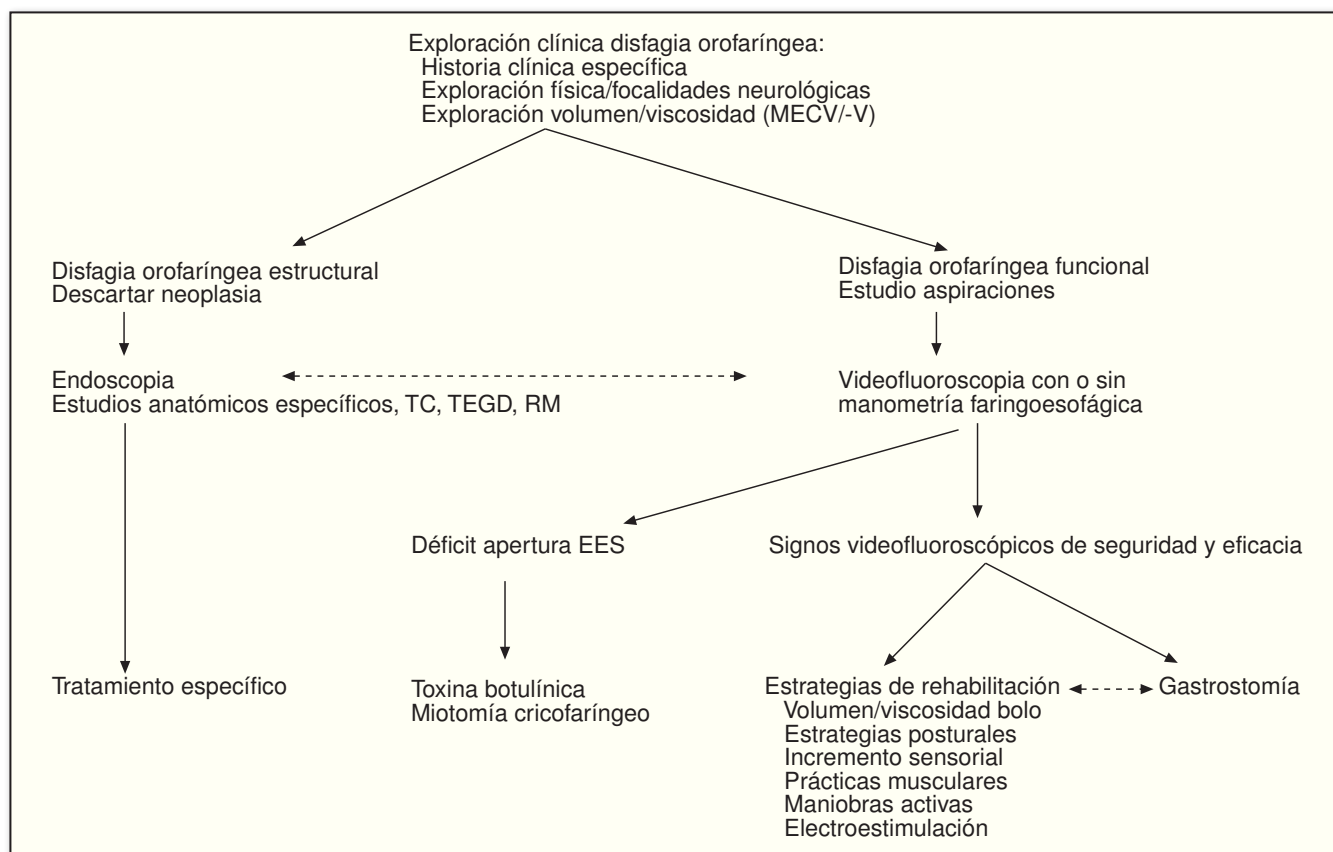 Exploración clínica disfagia orofaríngea:
Historia clínica específica
Exploración física/focalidades neurológicas
Exploración volumen/viscosidad (MECV/-V)
Disfagia orofaríngea estructural
Descartar neoplasia
Disfagia orofaríngea funcional
Estudio aspiraciones
Endoscopia
Estudios anatómicos específicos, TC, TEGD, RM
Videofluoroscopia con o sin
manometría faringoesofágica
Déficit apertura EES
Signos videofluoroscópicos de seguridad y eficacia
Tratamiento específico
Toxina botulínica
Miotomía cricofaríngeo
Estrategias de rehabilitación
Volumen/viscosidad bolo
Estrategias posturales
Incremento sensorial
Prácticas musculares
Maniobras activas
Electroestimulación
Gastrostomía